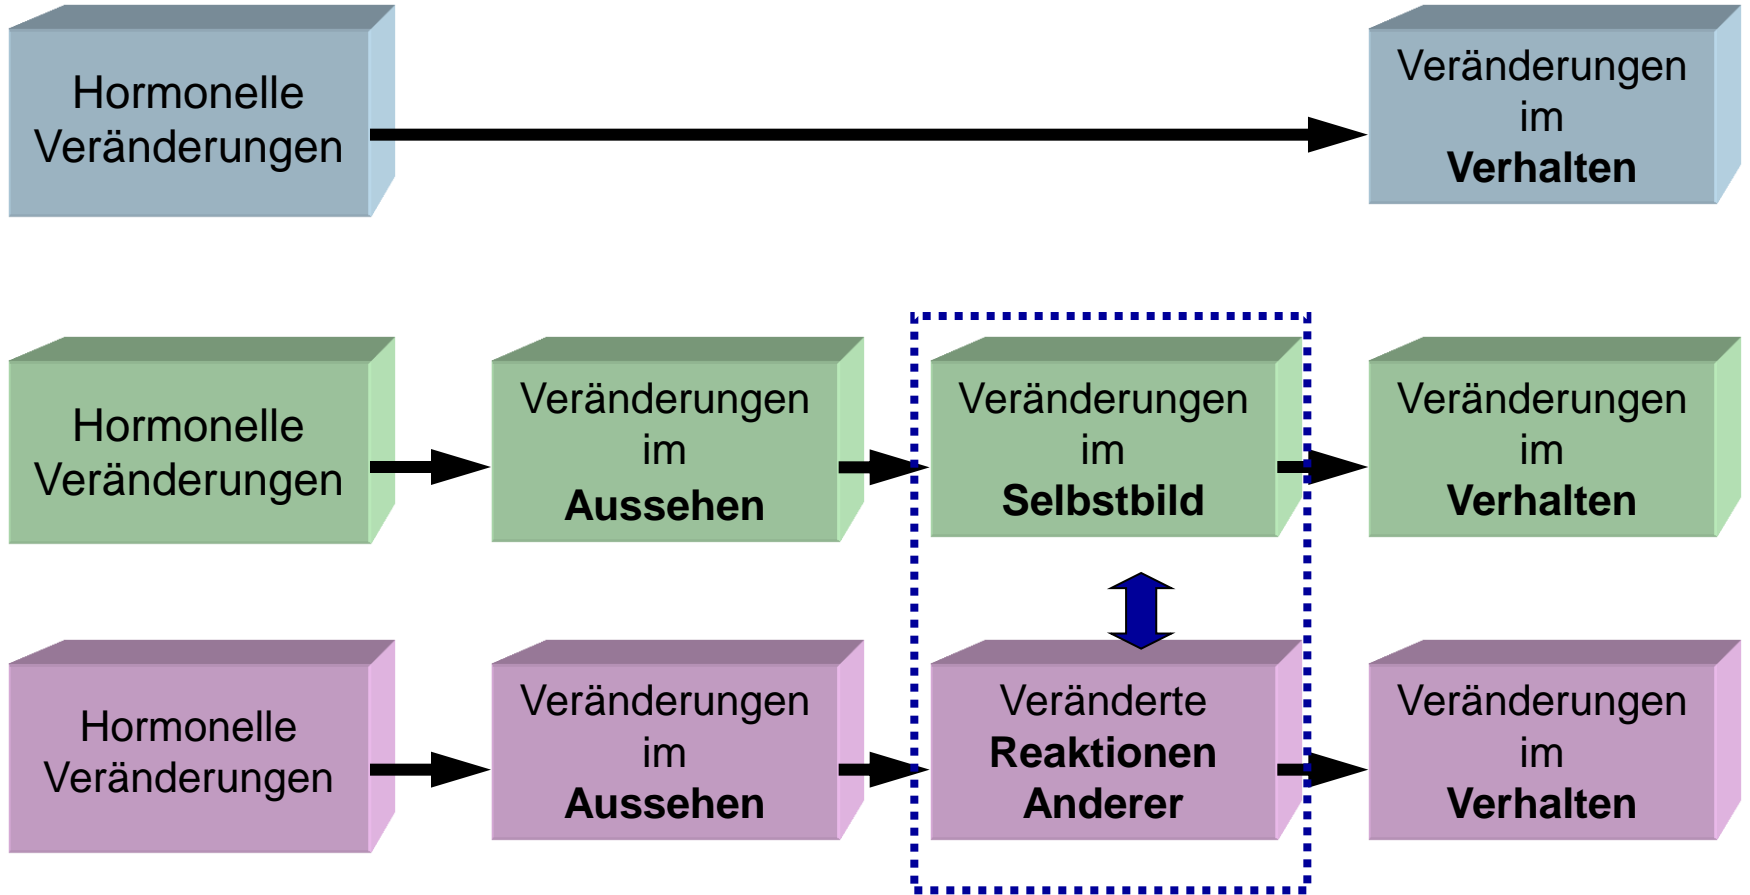 Hormonelle
Veränderungen
Veränderungen
im
Verhalten
Hormonelle
Veränderungen
Veränderungen
im
Aussehen
Veränderungen
im
Selbstbild
Veränderungen
im
Verhalten
Hormonelle
Veränderungen
Veränderungen
im
Aussehen
Veränderte
Reaktionen
Anderer
Veränderungen
im
Verhalten